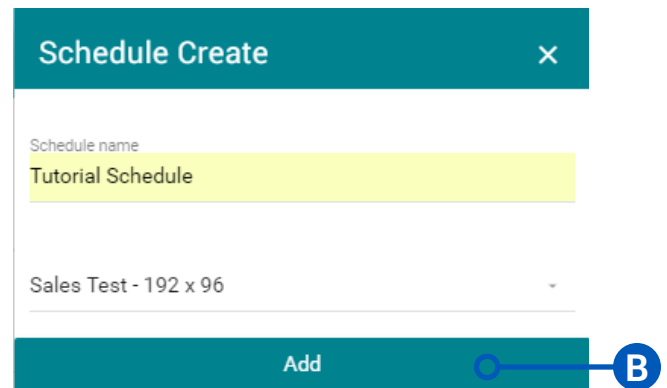 Schedule Create
Schedule name
Tutorial Schedule
Sales Test - 192 x 96
Add
B